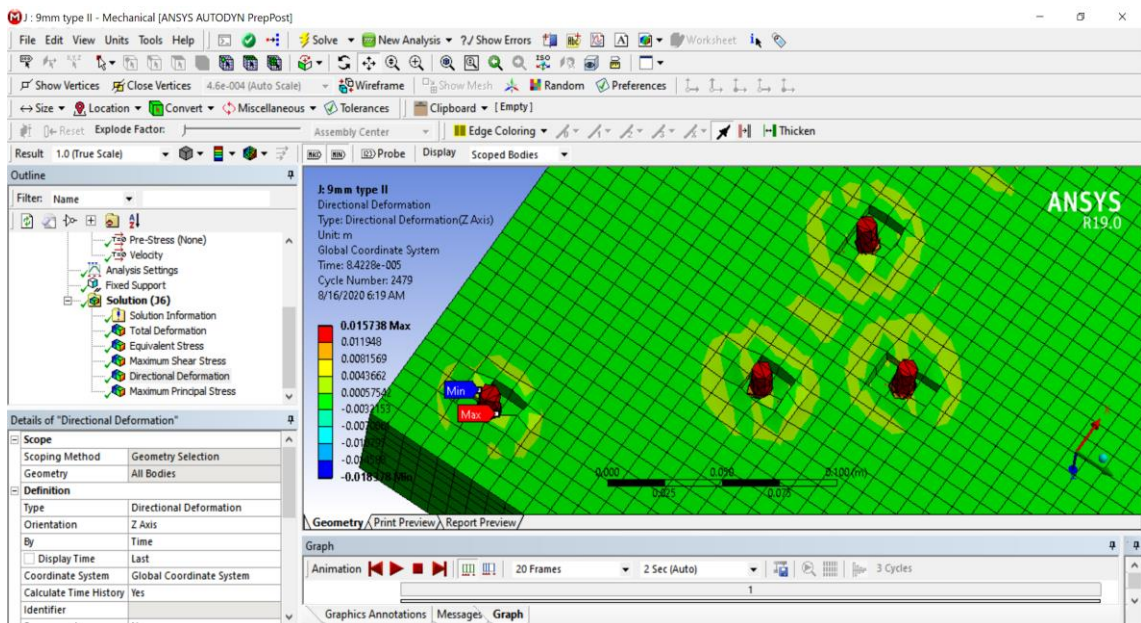 J : 9mm type II - Mechanical [ANSYS AUTODYN PrepPost]
File Edit View Units Tools Help Solve New Analysis ?/ Show Errors Worksheet
Show Vertices Close Vertices 4.6e-004 (Auto Scale) Wireframe Show Mesh Random Preferences
Size Location Convert Miscellaneous Tolerances Clipboard [Empty]
Reset Explode Factor: Assembly Center Edge Coloring Thicken
Result 1.0 (True Scale) MAX MIN Probe Display Scoped Bodies
Outline
Filter: Name
Pre-Stress (None)
Velocity
Analysis Settings
Fixed Support
Solution (J6)
Solution Information
Total Deformation
Equivalent Stress
Maximum Shear Stress
Directional Deformation
Maximum Principal Stress
Details of "Directional Deformation"
Scope
Scoping Method Geometry Selection
Geometry All Bodies
Definition
Type Directional Deformation
Orientation Z Axis
By Time
Display Time Last
Coordinate System Global Coordinate System
Calculate Time History Yes
Identifier
J: 9mm type II
Directional Deformation
Type: Directional Deformation(Z Axis)
Unit: m
Global Coordinate System
Time: 8.4228e-005
Cycle Number: 2479
8/16/2020 6:19 AM
0.015738 Max
0.011948
0.0081569
0.0043662
0.00057542
-0.0032153
Min
Max
ANSYS
R19.0
0.000 0.050 0.100 (m)
0.025 0.075
Geometry Print Preview Report Preview
Graph
Animation 20 Frames 2 Sec (Auto) 3 Cycles
1
Graphics Annotations Messages Graph